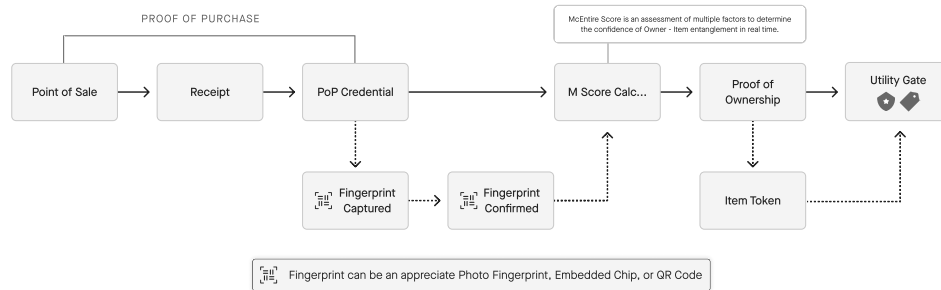 PROOF OF PURCHASE
McEntire Score is an assessment of multiple factors to determine
the confidence of Owner - Item entanglement in real time.
Point of Sale
Receipt
PoP Credential
M Score Calc...
Proof of
Ownership
Utility Gate
Fingerprint
Captured
Fingerprint
Confirmed
Item Token
Fingerprint can be an appreciate Photo Fingerprint, Embedded Chip, or QR Code